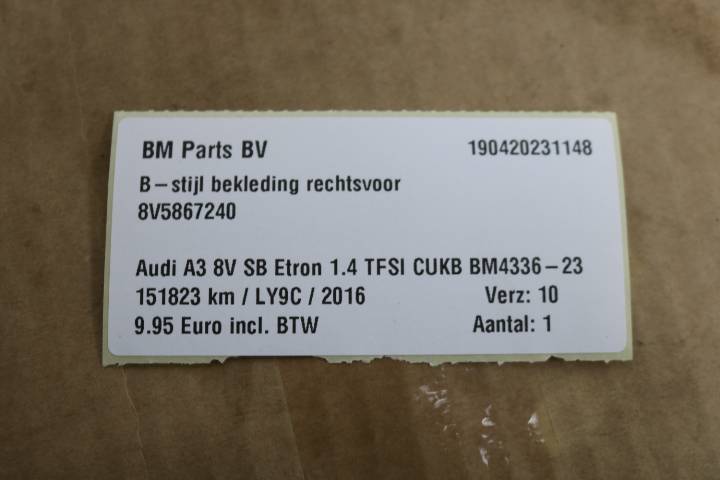 BM Parts BV 190420231148
B-stijl bekleding rechtsvoor
8V5867240
Audi A3 8V SB Etron 1.4 TFSI CUKB BM4336-23
151823 km / LY9C / 2016 Verz: 10
9.95 Euro incl. BTW Aantal: 1